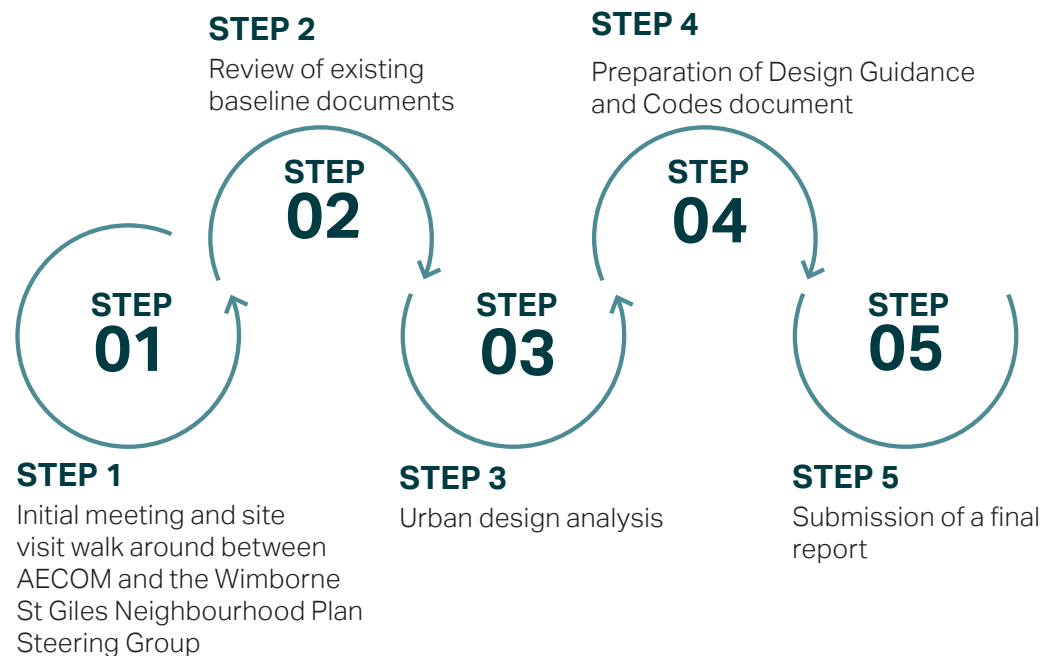 STEP 2
Review of existing
baseline documents
STEP 4
Preparation of Design Guidance
and Codes document
STEP
02
STEP
04
STEP
01
STEP
03
STEP
05
STEP 1
Initial meeting and site
visit walk around between
AECOM and the Wimborne
St Giles Neighbourhood Plan
Steering Group
STEP 3
Urban design analysis
STEP 5
Submission of a final
report